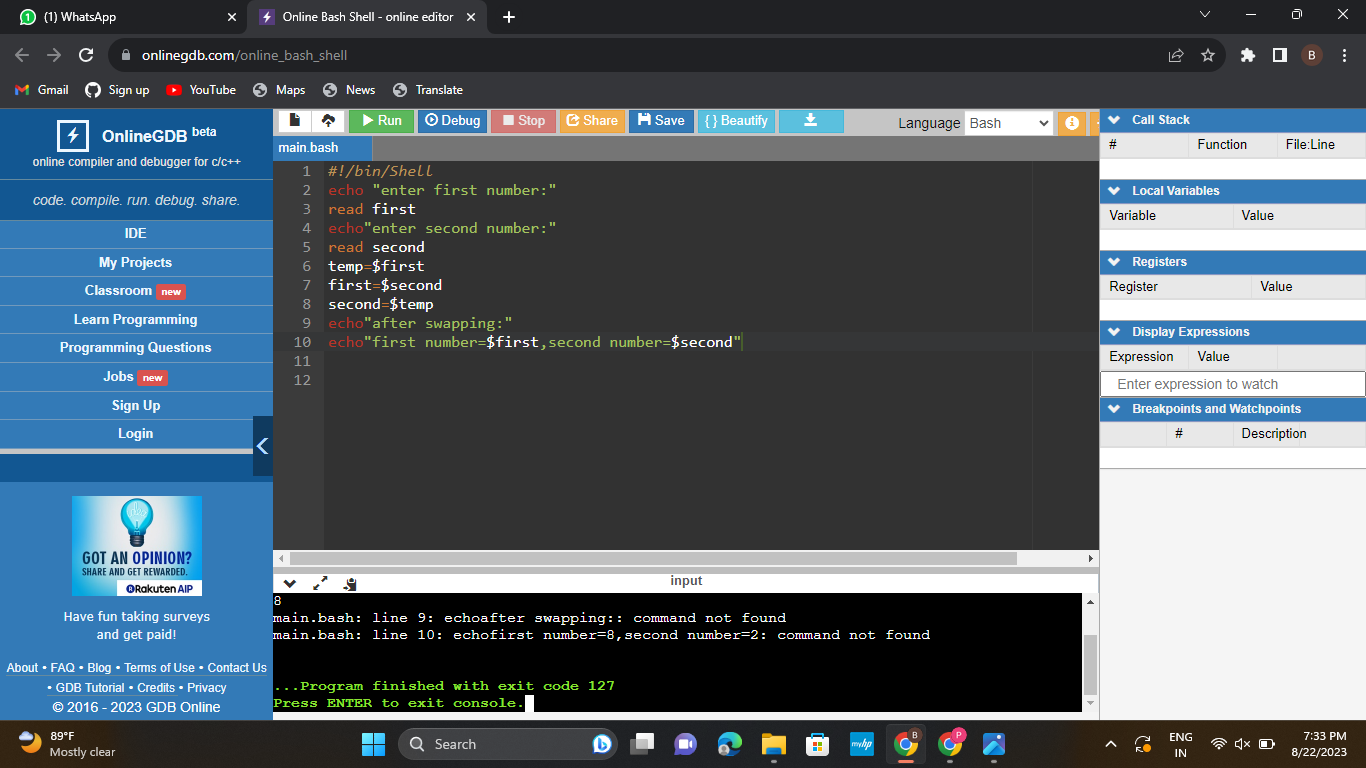 (1) WhatsApp
Online Bash Shell - online editor
onlinegdb.com/online_bash_shell
B
Gmail
Sign up
YouTube
Maps
News
Translate
OnlineGDB beta
online compiler and debugger for c/c++
code. compile. run. debug. share.
IDE
My Projects
Classroom new
Learn Programming
Programming Questions
Jobs new
Sign Up
Login
GOT AN OPINION?
SHARE AND GET REWARDED.
Rakuten AIP
Have fun taking surveys
and get paid!
About • FAQ • Blog • Terms of Use • Contact Us
• GDB Tutorial • Credits • Privacy
© 2016 - 2023 GDB Online
Run
Debug
Stop
Share
Save
{ } Beautify
Language Bash
main.bash
1 #!/bin/Shell
2 echo "enter first number:"
3 read first
4 echo"enter second number:"
5 read second
6 temp=$first
7 first=$second
8 second=$temp
9 echo"after swapping:"
10 echo"first number=$first,second number=$second"
11
12
input
8
main.bash: line 9: echoafter swapping:: command not found
main.bash: line 10: echofirst number=8,second number=2: command not found
...Program finished with exit code 127
Press ENTER to exit console.
Call Stack
# Function File:Line
Local Variables
Variable Value
Registers
Register Value
Display Expressions
Expression Value
Enter expression to watch
Breakpoints and Watchpoints
# Description
89°F
Mostly clear
Search
myhp
B
P
ENG
IN
7:33 PM
8/22/2023